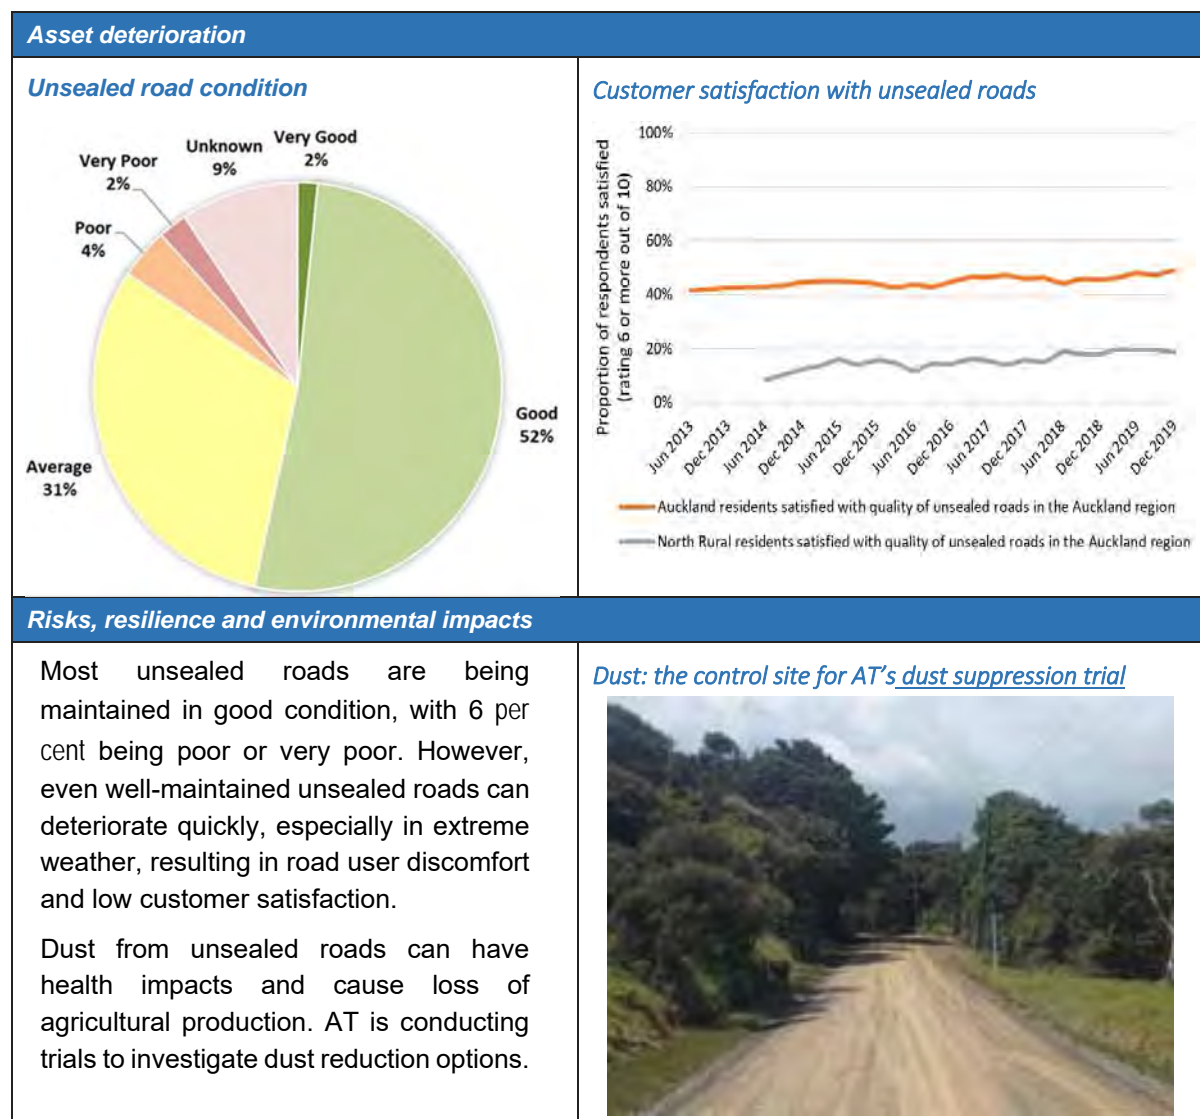 Asset deterioration
Unsealed road condition
Very Good
2%
Unknown
9%
Very Poor
2%
Poor
4%
Good
52%
Average
31%
Customer satisfaction with unsealed roads
Proportion of respondents satisfied
(rating 6 or more out of 10)
100%
80%
60%
40%
20%
0%
Jun 2013
Dec 2013
Jun 2014
Dec 2014
Jun 2015
Dec 2015
Jun 2016
Dec 2016
Jun 2017
Dec 2017
Jun 2018
Dec 2018
Jun 2019
Dec 2019
Auckland residents satisfied with quality of unsealed roads in the Auckland region
North Rural residents satisfied with quality of unsealed roads in the Auckland region
Risks, resilience and environmental impacts
Most unsealed roads are being
maintained in good condition, with 6 per
cent being poor or very poor. However,
even well-maintained unsealed roads can
deteriorate quickly, especially in extreme
weather, resulting in road user discomfort
and low customer satisfaction.
Dust from unsealed roads can have
health impacts and cause loss of
agricultural production. AT is conducting
trials to investigate dust reduction options.
Dust: the control site for AT's dust suppression trial